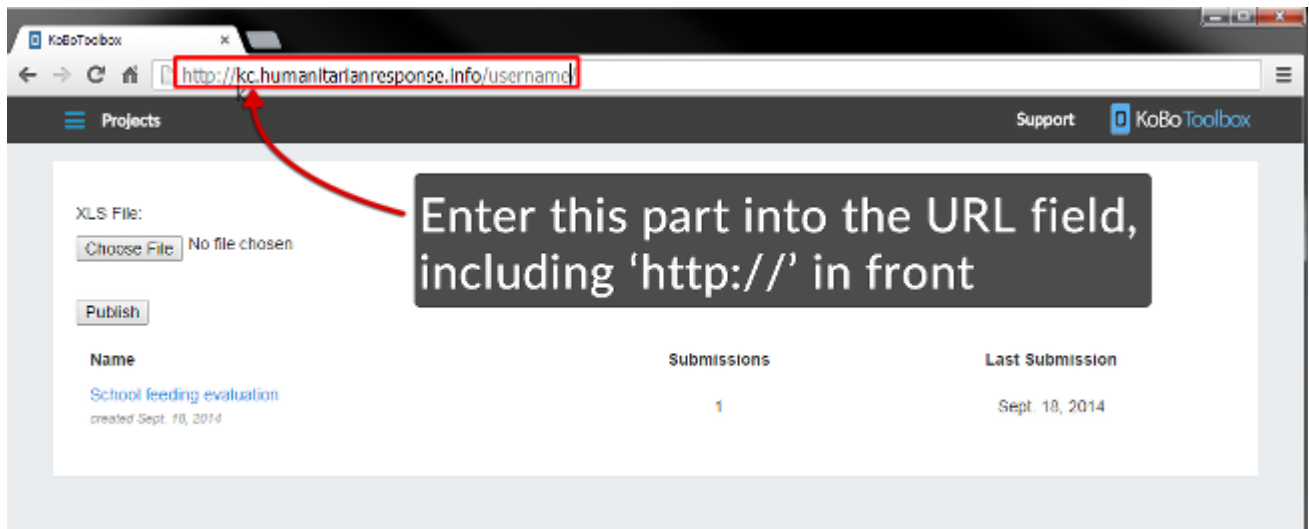 KoBoToolbox
http://kc.humanitarianresponse.info/username/
Projects
Support
KoBoToolbox
XLS File:
Choose File No file chosen
Enter this part into the URL field,
including ‘http://’ in front
Publish
Name Submissions Last Submission
School feeding evaluation
created Sept. 18, 2014
1 Sept. 18, 2014